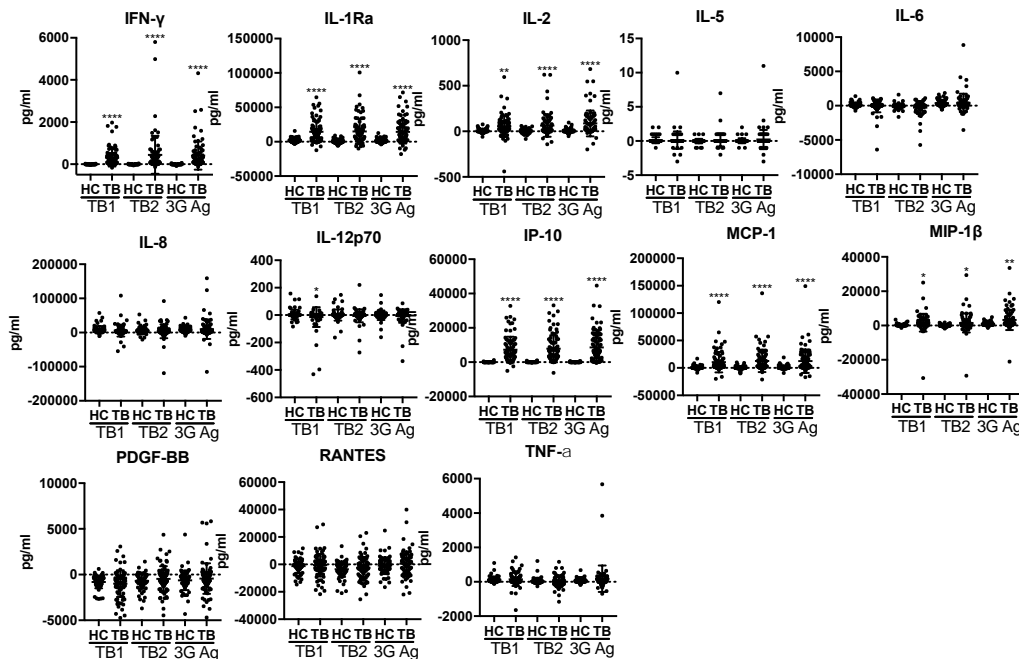 IFN-γ IL-1Ra IL-2 IL-5 IL-6
6000 4000 2000 0
pg/ml
**** **** ****
HC TB HC TB HC TB
TB1 TB2 3G Ag
150000 100000 50000 0 -50000
pg/ml
**** **** ****
HC TB HC TB HC TB
TB1 TB2 3G Ag
1000 500 0 -500
pg/ml
** **** ****
HC TB HC TB HC TB
TB1 TB2 3G Ag
15 10 5 0 -5
pg/ml
HC TB HC TB HC TB
TB1 TB2 3G Ag
10000 5000 0 -5000 -10000
pg/ml
HC TB HC TB HC TB
TB1 TB2 3G Ag
IL-8 IL-12p70 IP-10 MCP-1 MIP-1β
200000 100000 0 -100000 -200000
pg/ml
HC TB HC TB HC TB
TB1 TB2 3G Ag
400 200 0 -200 -400 -600
pg/ml
*
HC TB HC TB HC TB
TB1 TB2 3G Ag
60000 40000 20000 0 -20000
pg/ml
**** **** ****
HC TB HC TB HC TB
TB1 TB2 3G Ag
200000 150000 100000 50000 0 -50000
pg/ml
**** **** ****
HC TB HC TB HC TB
TB1 TB2 3G Ag
40000 20000 0 -20000 -40000
pg/ml
* * **
HC TB HC TB HC TB
TB1 TB2 3G Ag
PDGF-BB RANTES TNF-a
10000 5000 0 -5000
pg/ml
HC TB HC TB HC TB
TB1 TB2 3G Ag
60000 40000 20000 0 -20000 -40000
pg/ml
HC TB HC TB HC TB
TB1 TB2 3G Ag
6000 4000 2000 0 -2000
pg/ml
HC TB HC TB HC TB
TB1 TB2 3G Ag